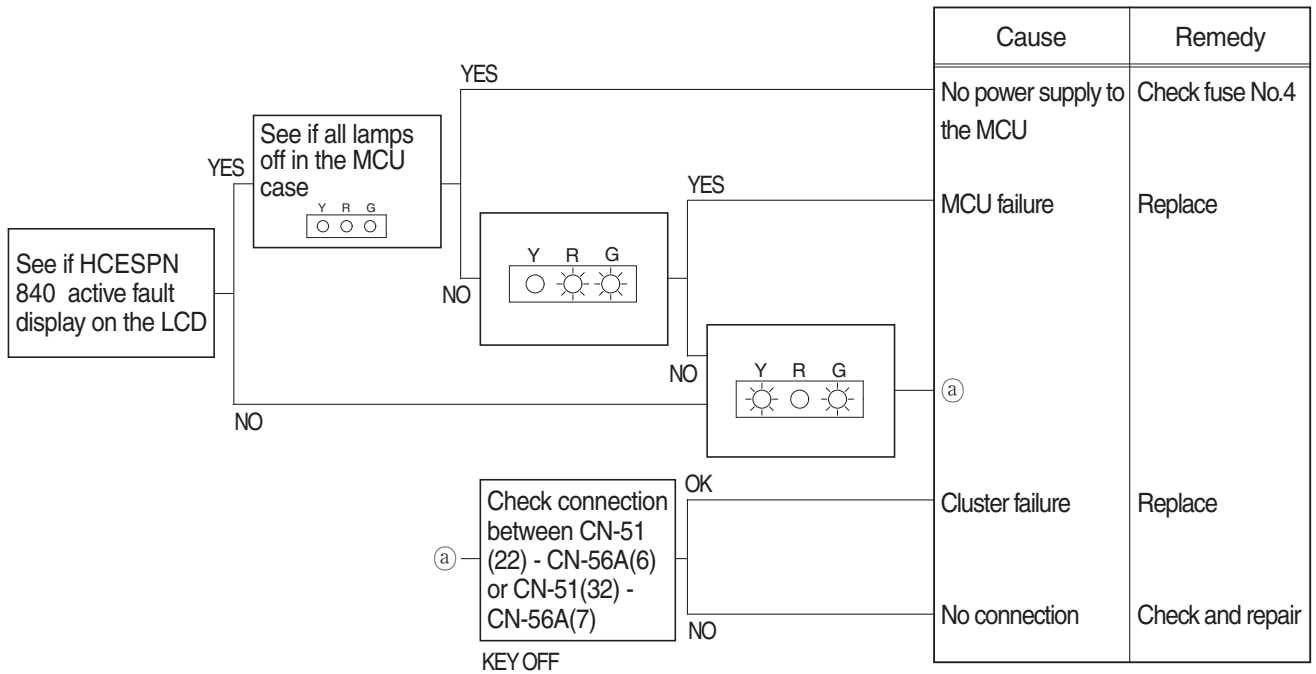 Cause
Remedy
YES
No power supply to
the MCU
Check fuse No.4
See if all lamps
off in the MCU
case
Y R G
YES
YES
MCU failure
Replace
See if HCESPN
840 active fault
display on the LCD
Y R G
NO
NO
Y R G
ⓐ
NO
OK
Check connection
between CN-51
(22) - CN-56A(6)
or CN-51(32) -
CN-56A(7)
ⓐ
Cluster failure
Replace
No connection
Check and repair
NO
KEY OFF